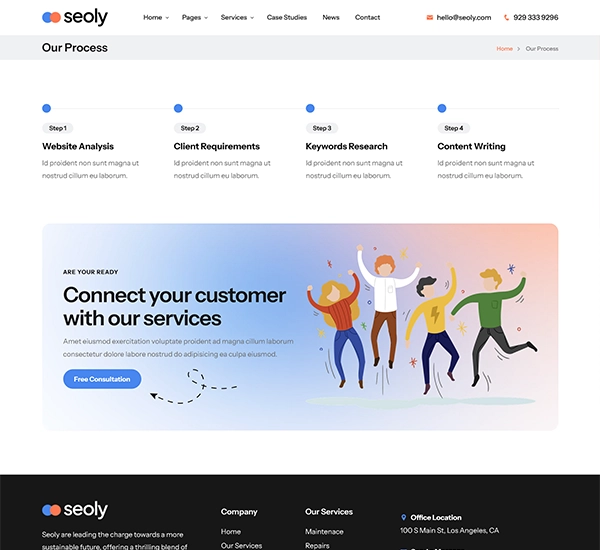 seoly
Home Pages Services Case Studies News Contact
hello@seoly.com 929 333 9296
Our Process
Home > Our Process
Step 1
Website Analysis
Id proident non sunt magna ut
nostrud cillum eu laborum.
Step 2
Client Requirements
Id proident non sunt magna ut
nostrud cillum eu laborum.
Step 3
Keywords Research
Id proident non sunt magna ut
nostrud cillum eu laborum.
Step 4
Content Writing
Id proident non sunt magna ut
nostrud cillum eu laborum.
ARE YOUR READY
Connect your customer
with our services
Amet eiusmod exercitation voluptate proident ad magna cillum laborum
consectetur dolore labore nostrud do adipisicing ea culpa eiusmod.
Free Consultation
seoly
Seoly are leading the charge towards a more
sustainable future, offering a thrilling blend of
Company
Home
Our Services
Our Services
Maintenace
Repairs
Office Location
100 S Main St, Los Angeles, CA